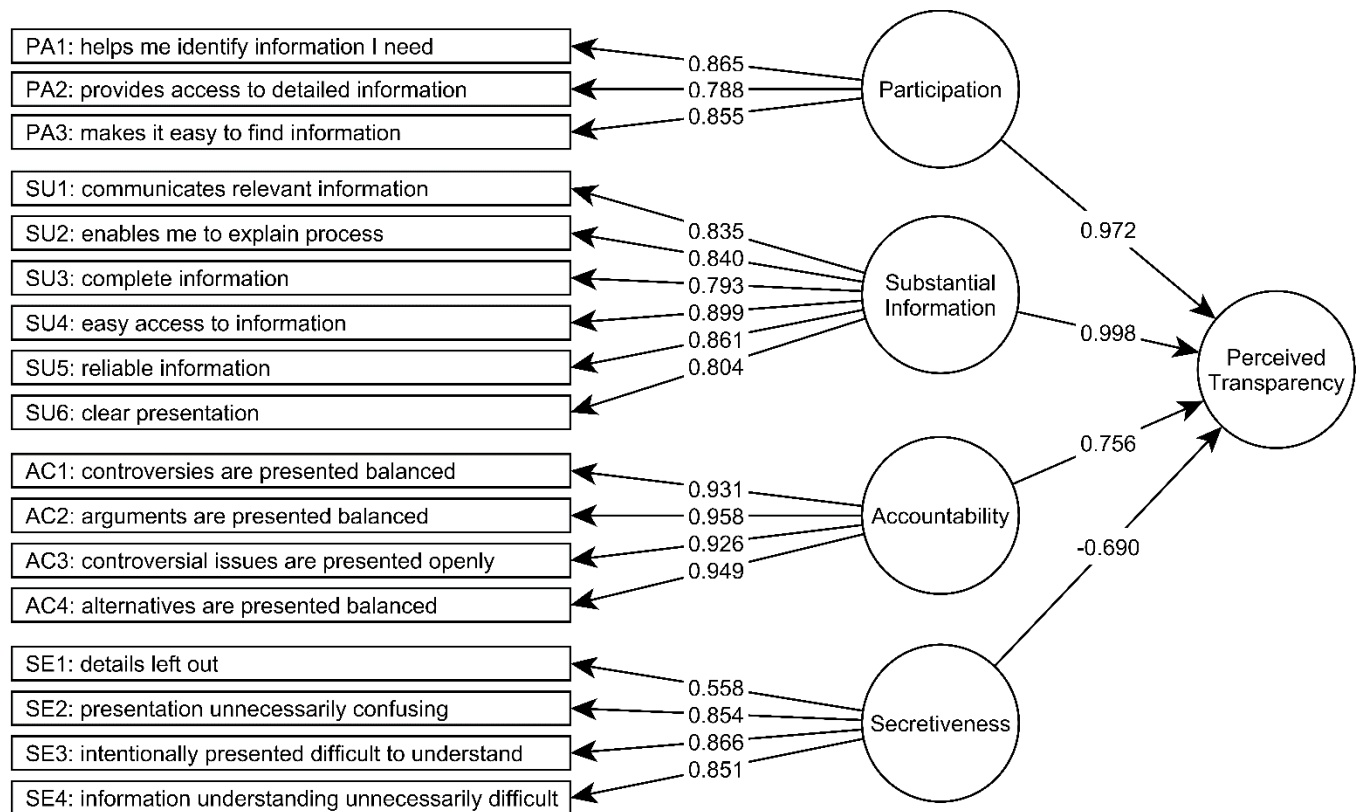 PA1: helps me identify information I need
PA2: provides access to detailed information
PA3: makes it easy to find information
0.865
0.788
0.855
Participation
SU1: communicates relevant information
SU2: enables me to explain process
SU3: complete information
SU4: easy access to information
SU5: reliable information
SU6: clear presentation
0.835
0.840
0.793
0.899
0.861
0.804
Substantial
Information
AC1: controversies are presented balanced
AC2: arguments are presented balanced
AC3: controversial issues are presented openly
AC4: alternatives are presented balanced
0.931
0.958
0.926
0.949
Accountability
SE1: details left out
SE2: presentation unnecessarily confusing
SE3: intentionally presented difficult to understand
SE4: information understanding unnecessarily difficult
0.558
0.854
0.866
0.851
Secretiveness
0.972
0.998
0.756
-0.690
Perceived
Transparency